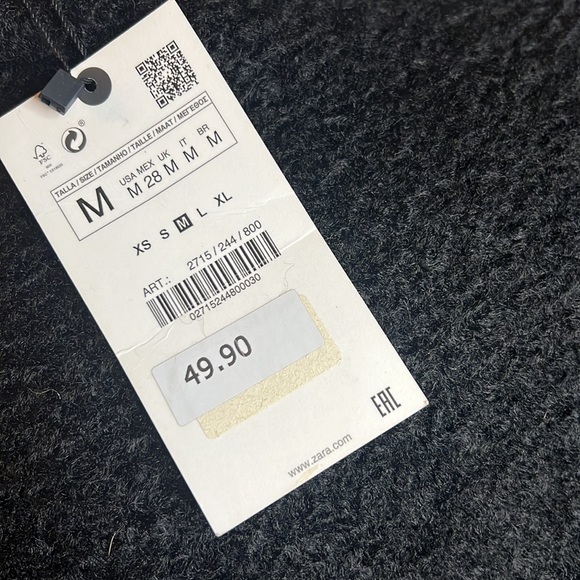 FSC
TALLA / SIZE / TAMANHO / TAILLE / MAAT / ΜΕΓΕΘΟΣ
M
USA MEX UK IT BR
M 28 M M M
XS S M L XL
ART.: 2715 / 244 / 800
02715244800030
49.90
EAC
www.zara.com